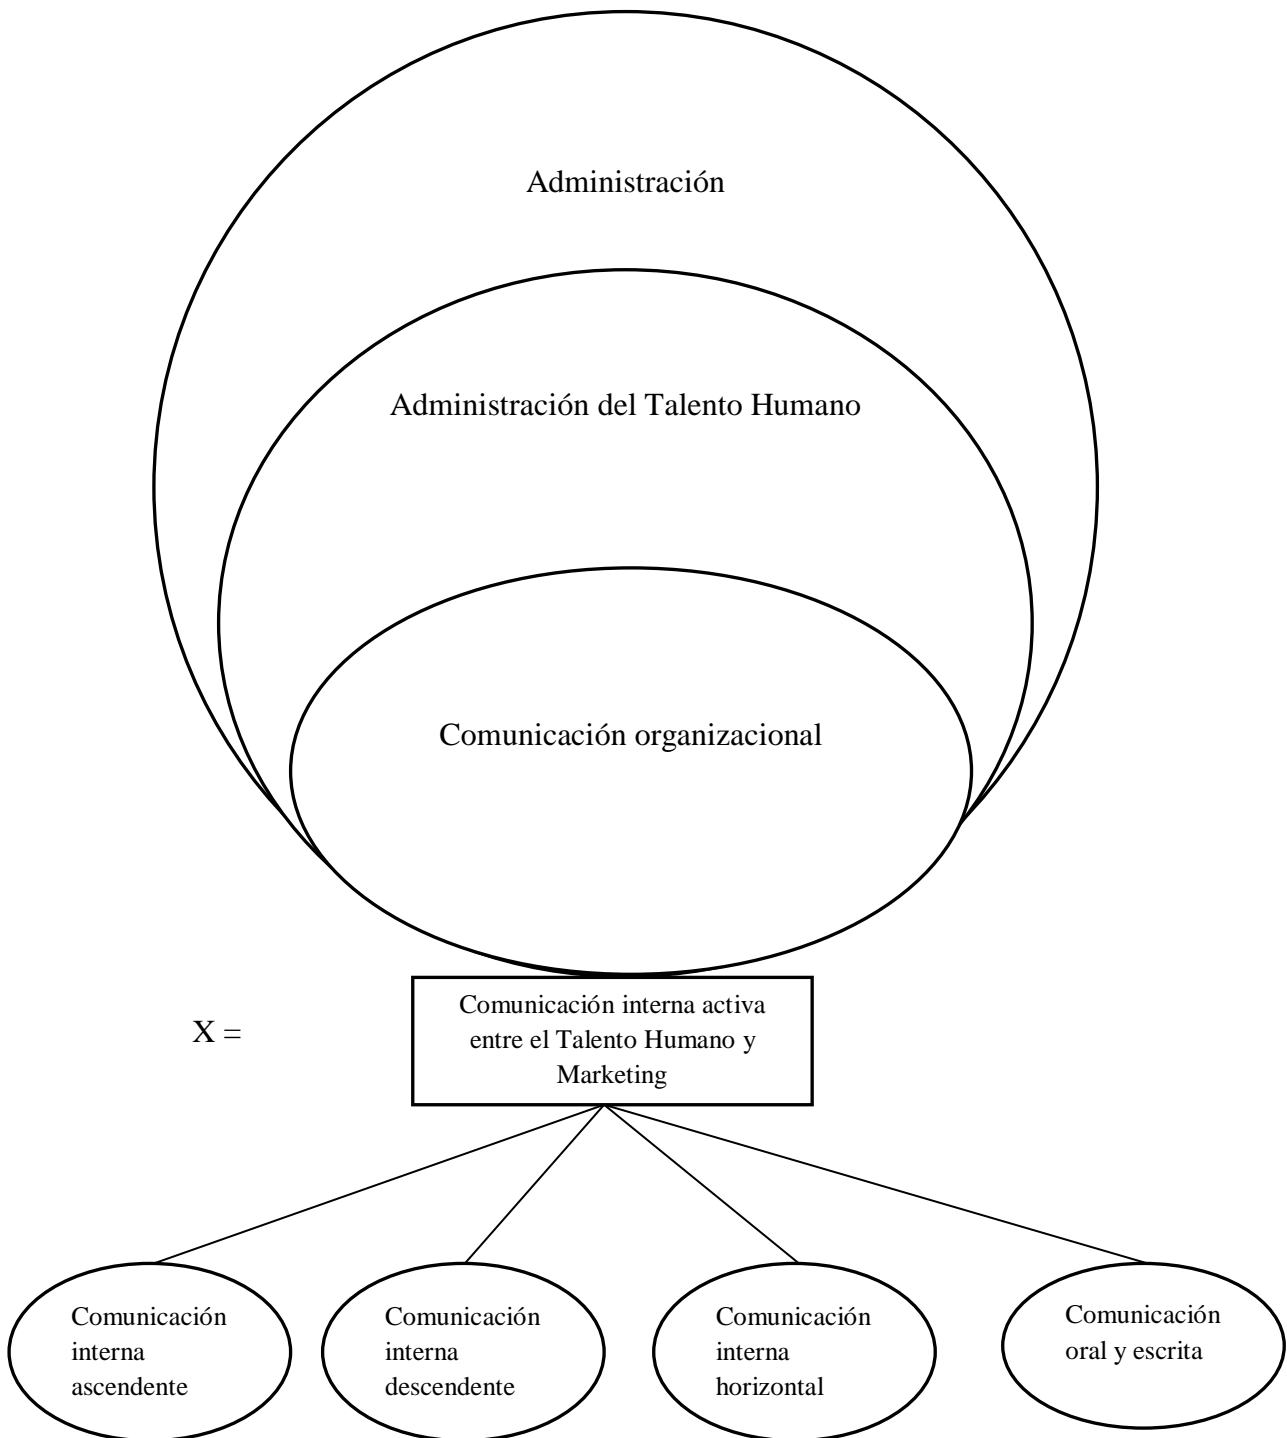 Administración
Administración del Talento Humano
Comunicación organizacional
X =
Comunicación interna activa
entre el Talento Humano y
Marketing
Comunicación
interna
ascendente
Comunicación
interna
descendente
Comunicación
interna
horizontal
Comunicación
oral y escrita